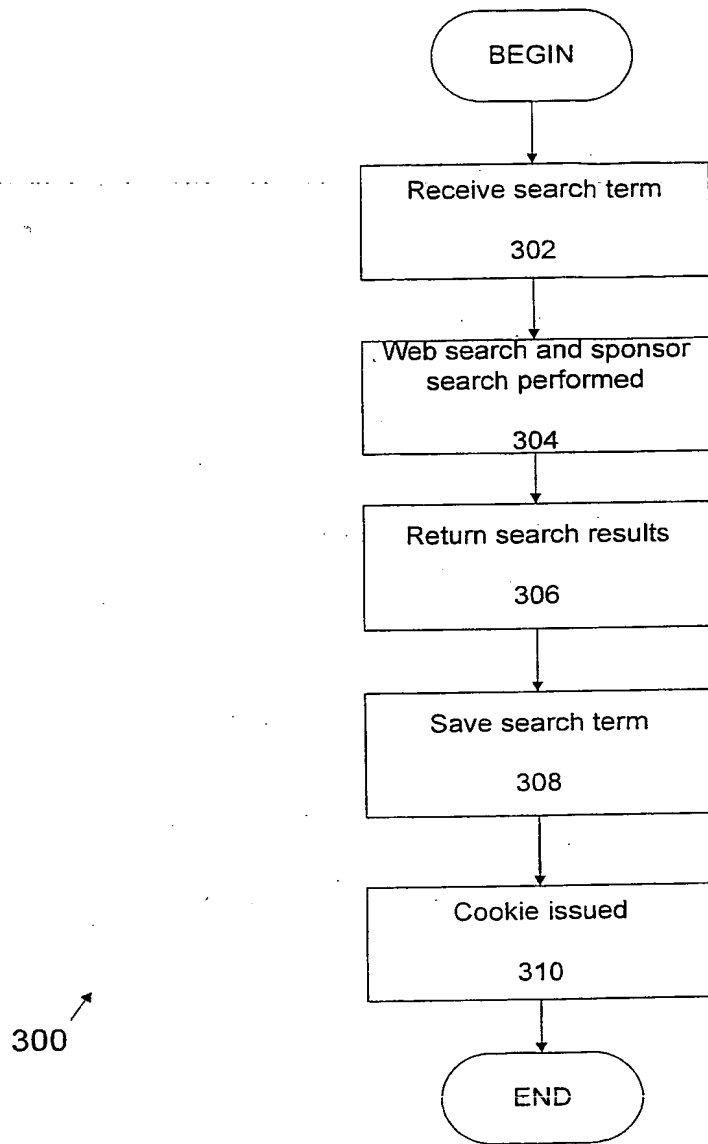 BEGIN
Receive search term
302
Web search and sponsor
search performed
304
Return search results
306
Save search term
308
Cookie issued
310
300
END